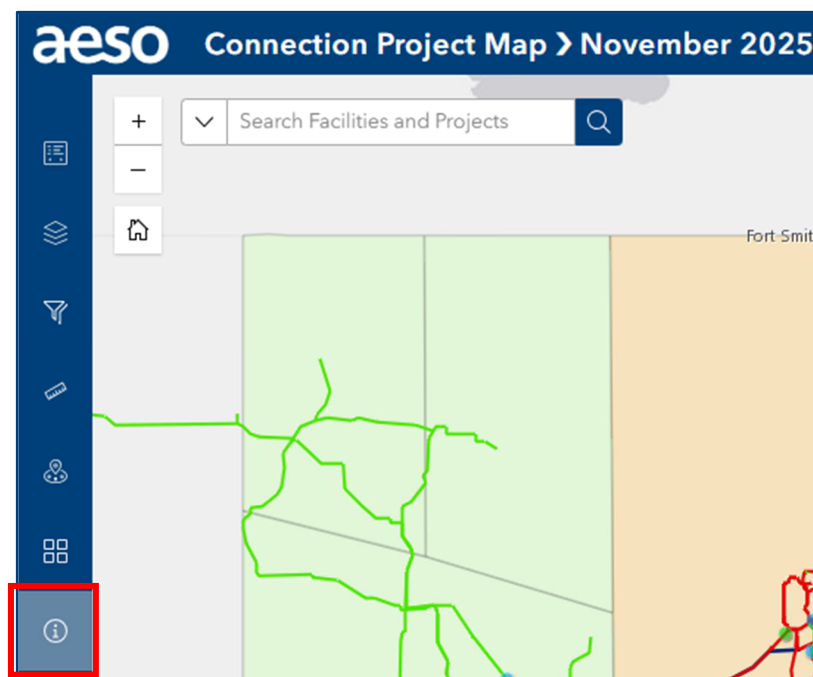 aeso Connection Project Map ❯ November 2025
Search Facilities and Projects
Fort Smit